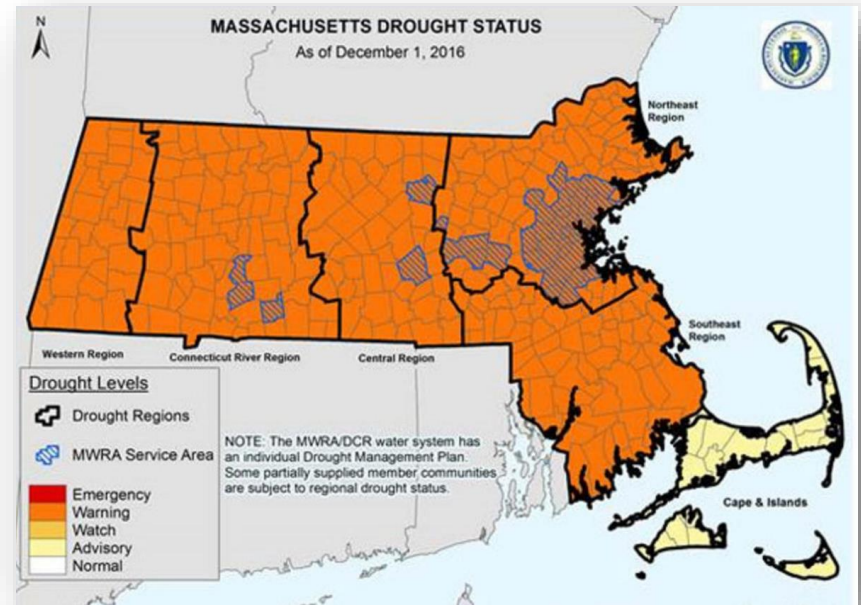 N
MASSACHUSETTS DROUGHT STATUS
As of December 1, 2016
Northeast
Region
Southeast
Region
Western Region
Connecticut River Region
Central Region
Cape & Islands
Drought Levels
Drought Regions
MWRA Service Area
Emergency
Warning
Watch
Advisory
Normal
NOTE: The MWRA/DCR water system has
an individual Drought Management Plan.
Some partially supplied member communities
are subject to regional drought status.